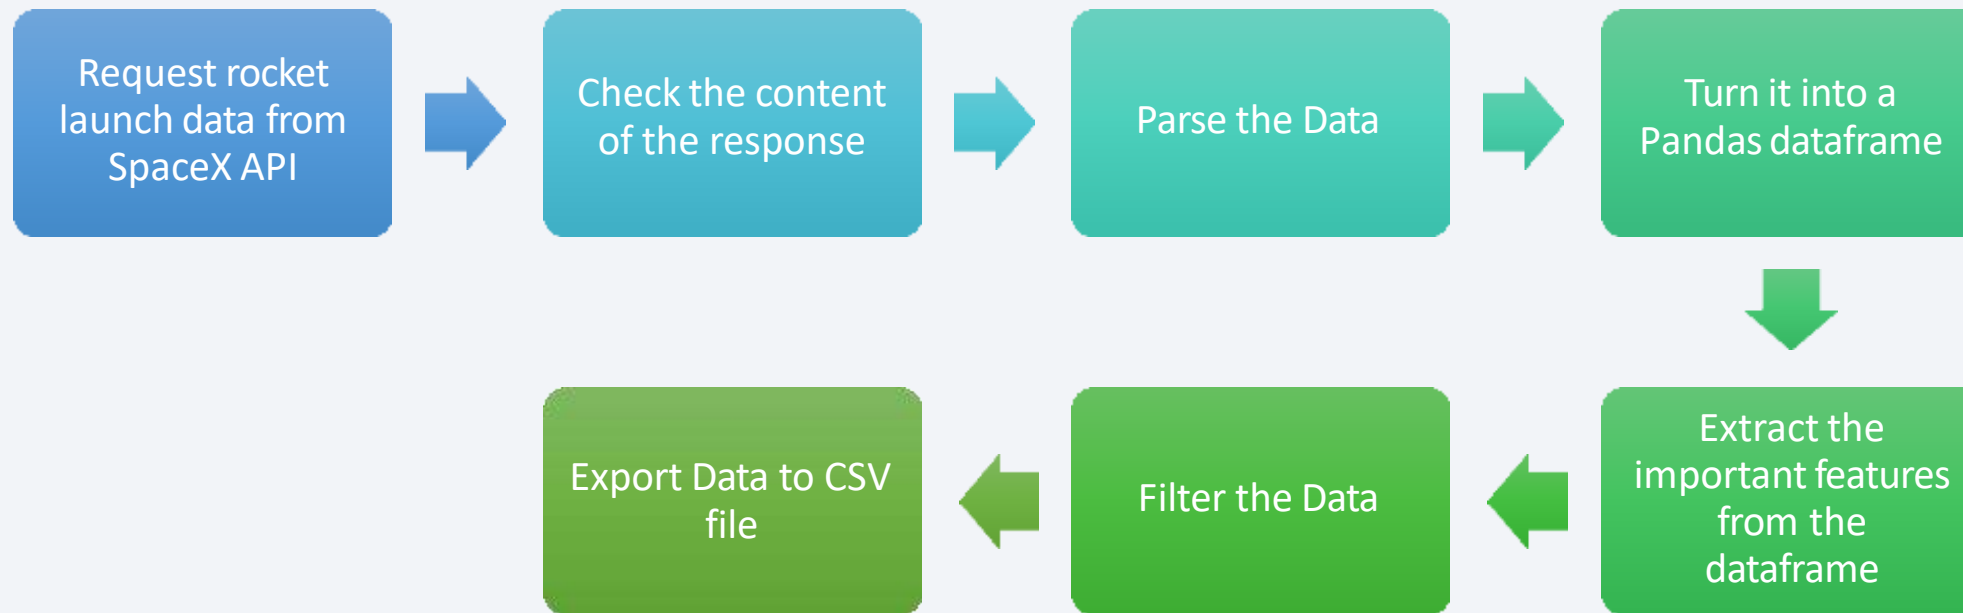 Request rocket
launch data from
SpaceX API
Check the content
of the response
Parse the Data
Turn it into a
Pandas dataframe
Extract the
important features
from the
dataframe
Filter the Data
Export Data to CSV
file